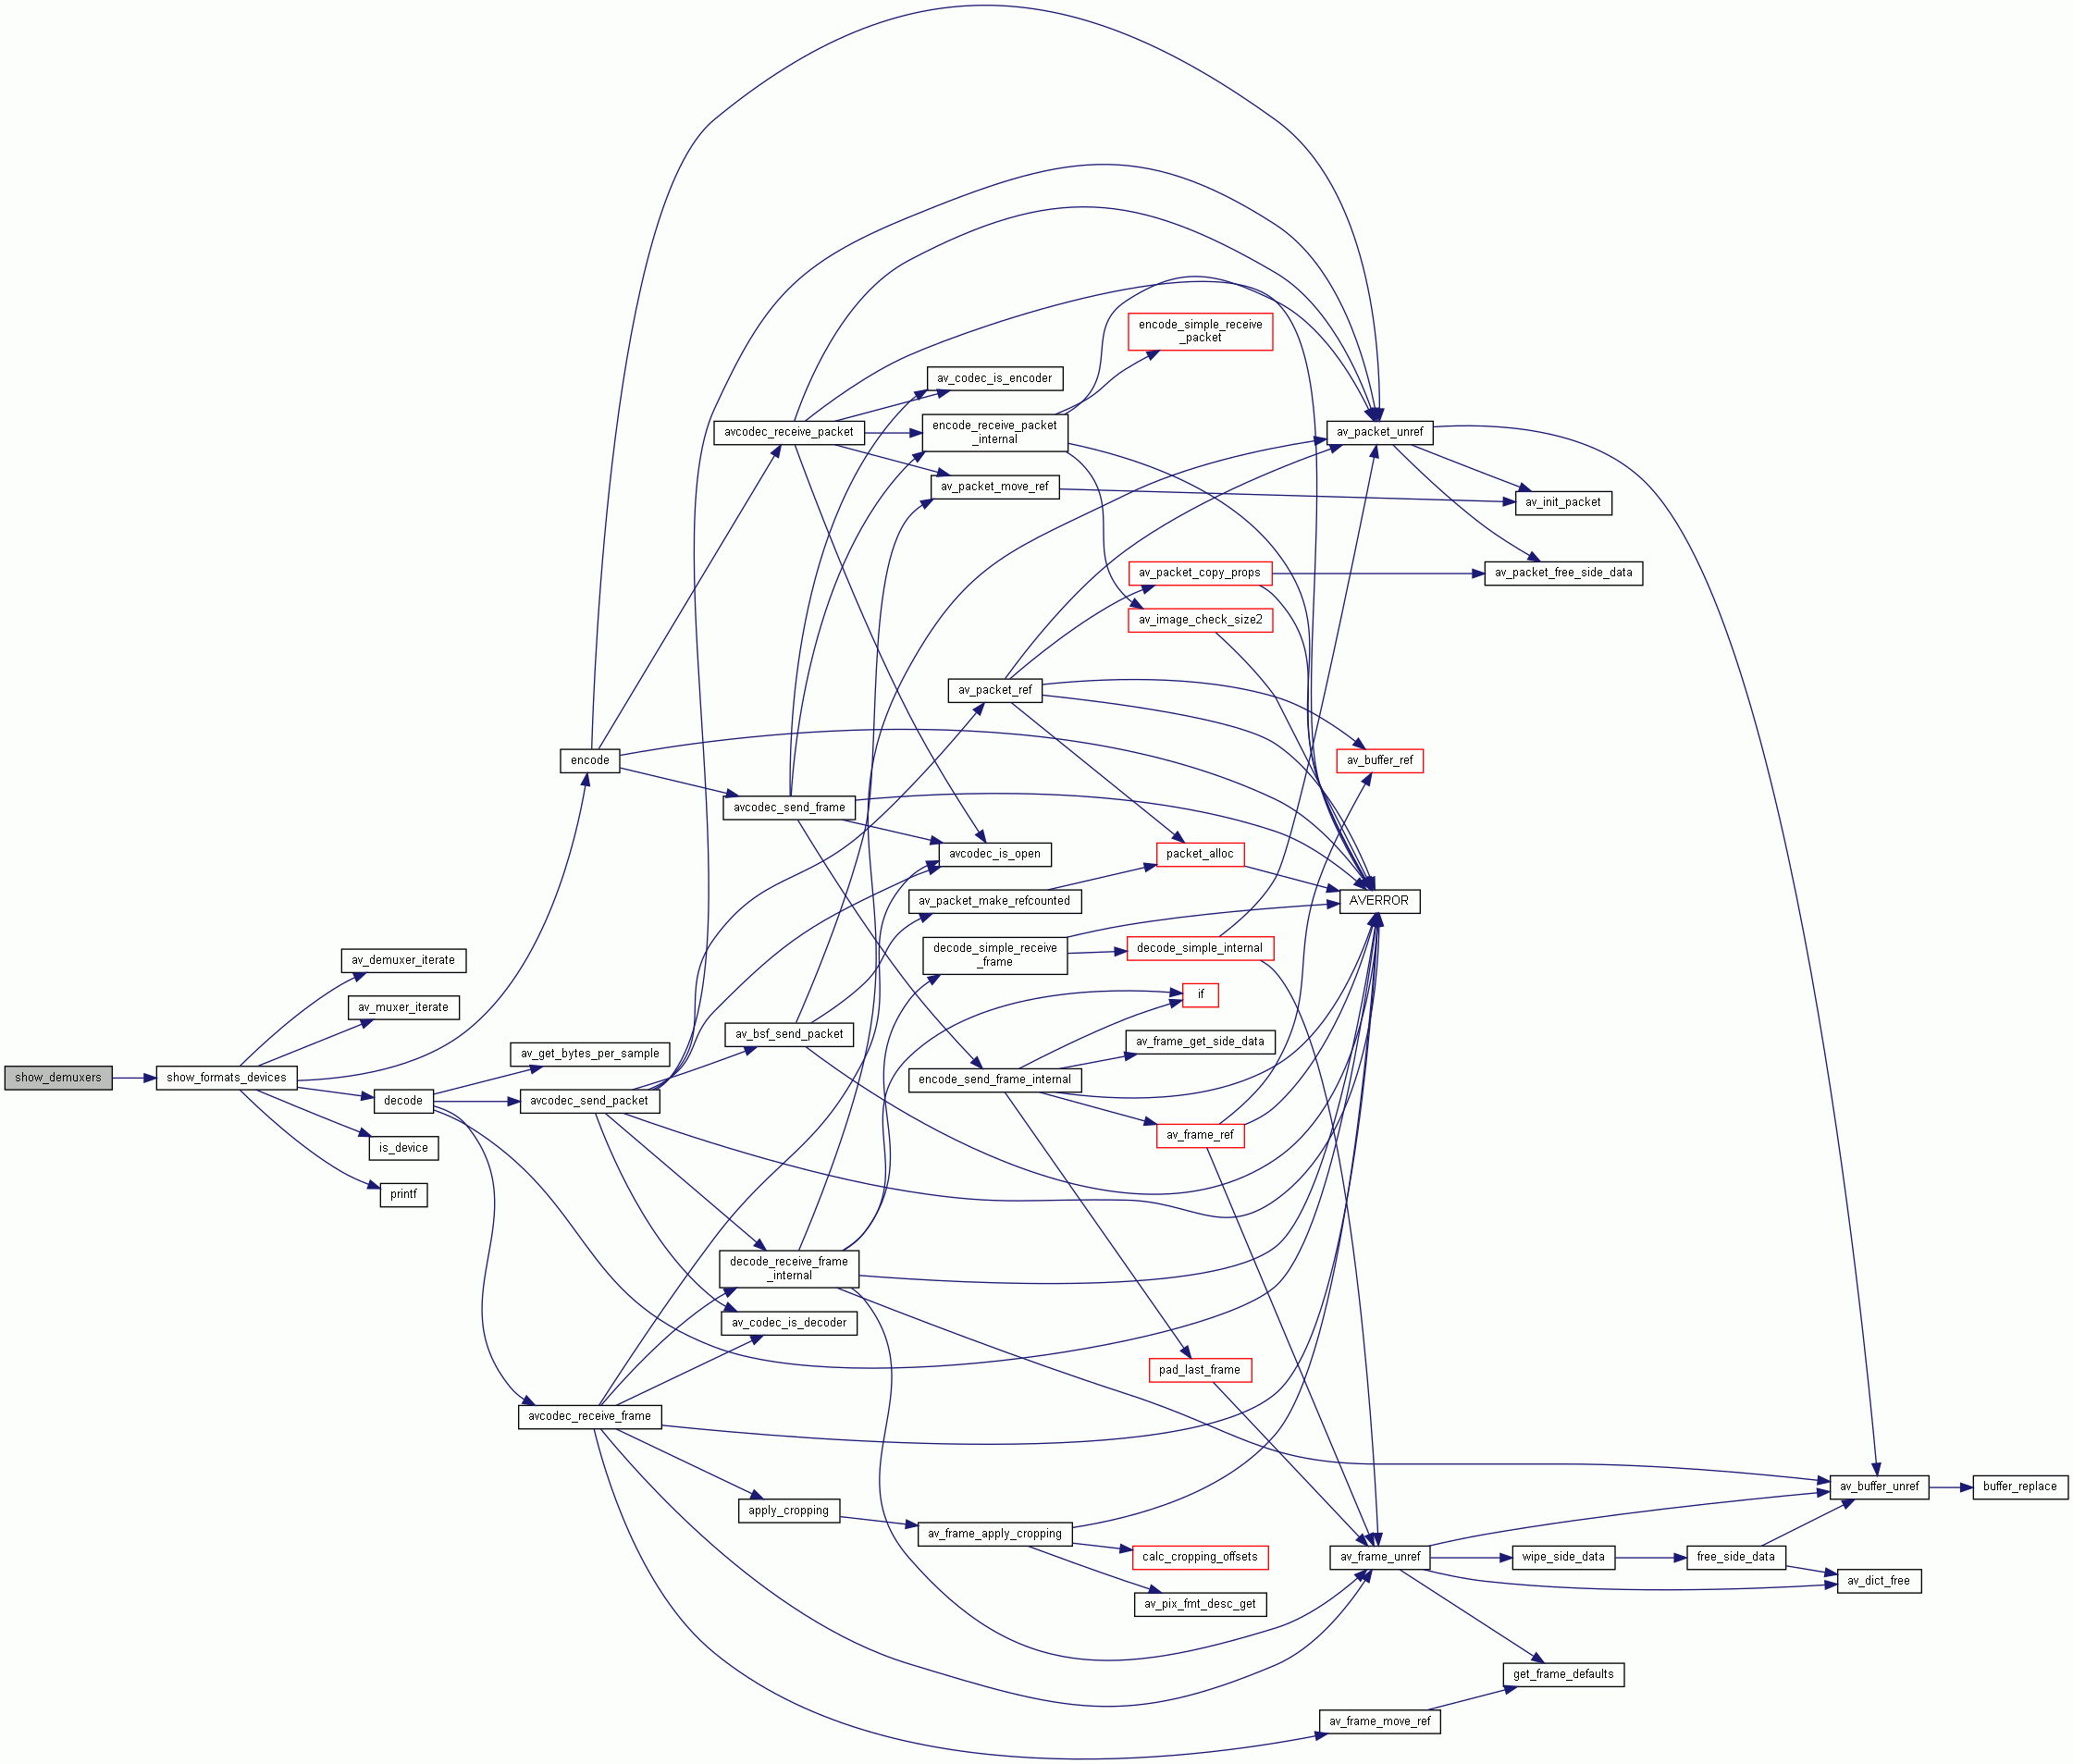 show_demuxers
show_formats_devices
av_demuxer_iterate
av_muxer_iterate
decode
is_device
printf
encode
av_get_bytes_per_sample
avcodec_send_packet
avcodec_receive_frame
avcodec_receive_packet
avcodec_send_frame
av_bsf_send_packet
decode_receive_frame
_internal
av_codec_is_decoder
apply_cropping
av_codec_is_encoder
encode_receive_packet
_internal
av_packet_move_ref
av_packet_ref
avcodec_is_open
av_packet_make_refcounted
decode_simple_receive
_frame
encode_send_frame_internal
av_frame_apply_cropping
encode_simple_receive
_packet
av_packet_copy_props
av_image_check_size2
packet_alloc
decode_simple_internal
if
av_frame_get_side_data
av_frame_ref
pad_last_frame
calc_cropping_offsets
av_pix_fmt_desc_get
av_packet_unref
av_buffer_ref
AVERROR
av_frame_unref
av_frame_move_ref
av_init_packet
av_packet_free_side_data
wipe_side_data
get_frame_defaults
free_side_data
av_buffer_unref
av_dict_free
buffer_replace